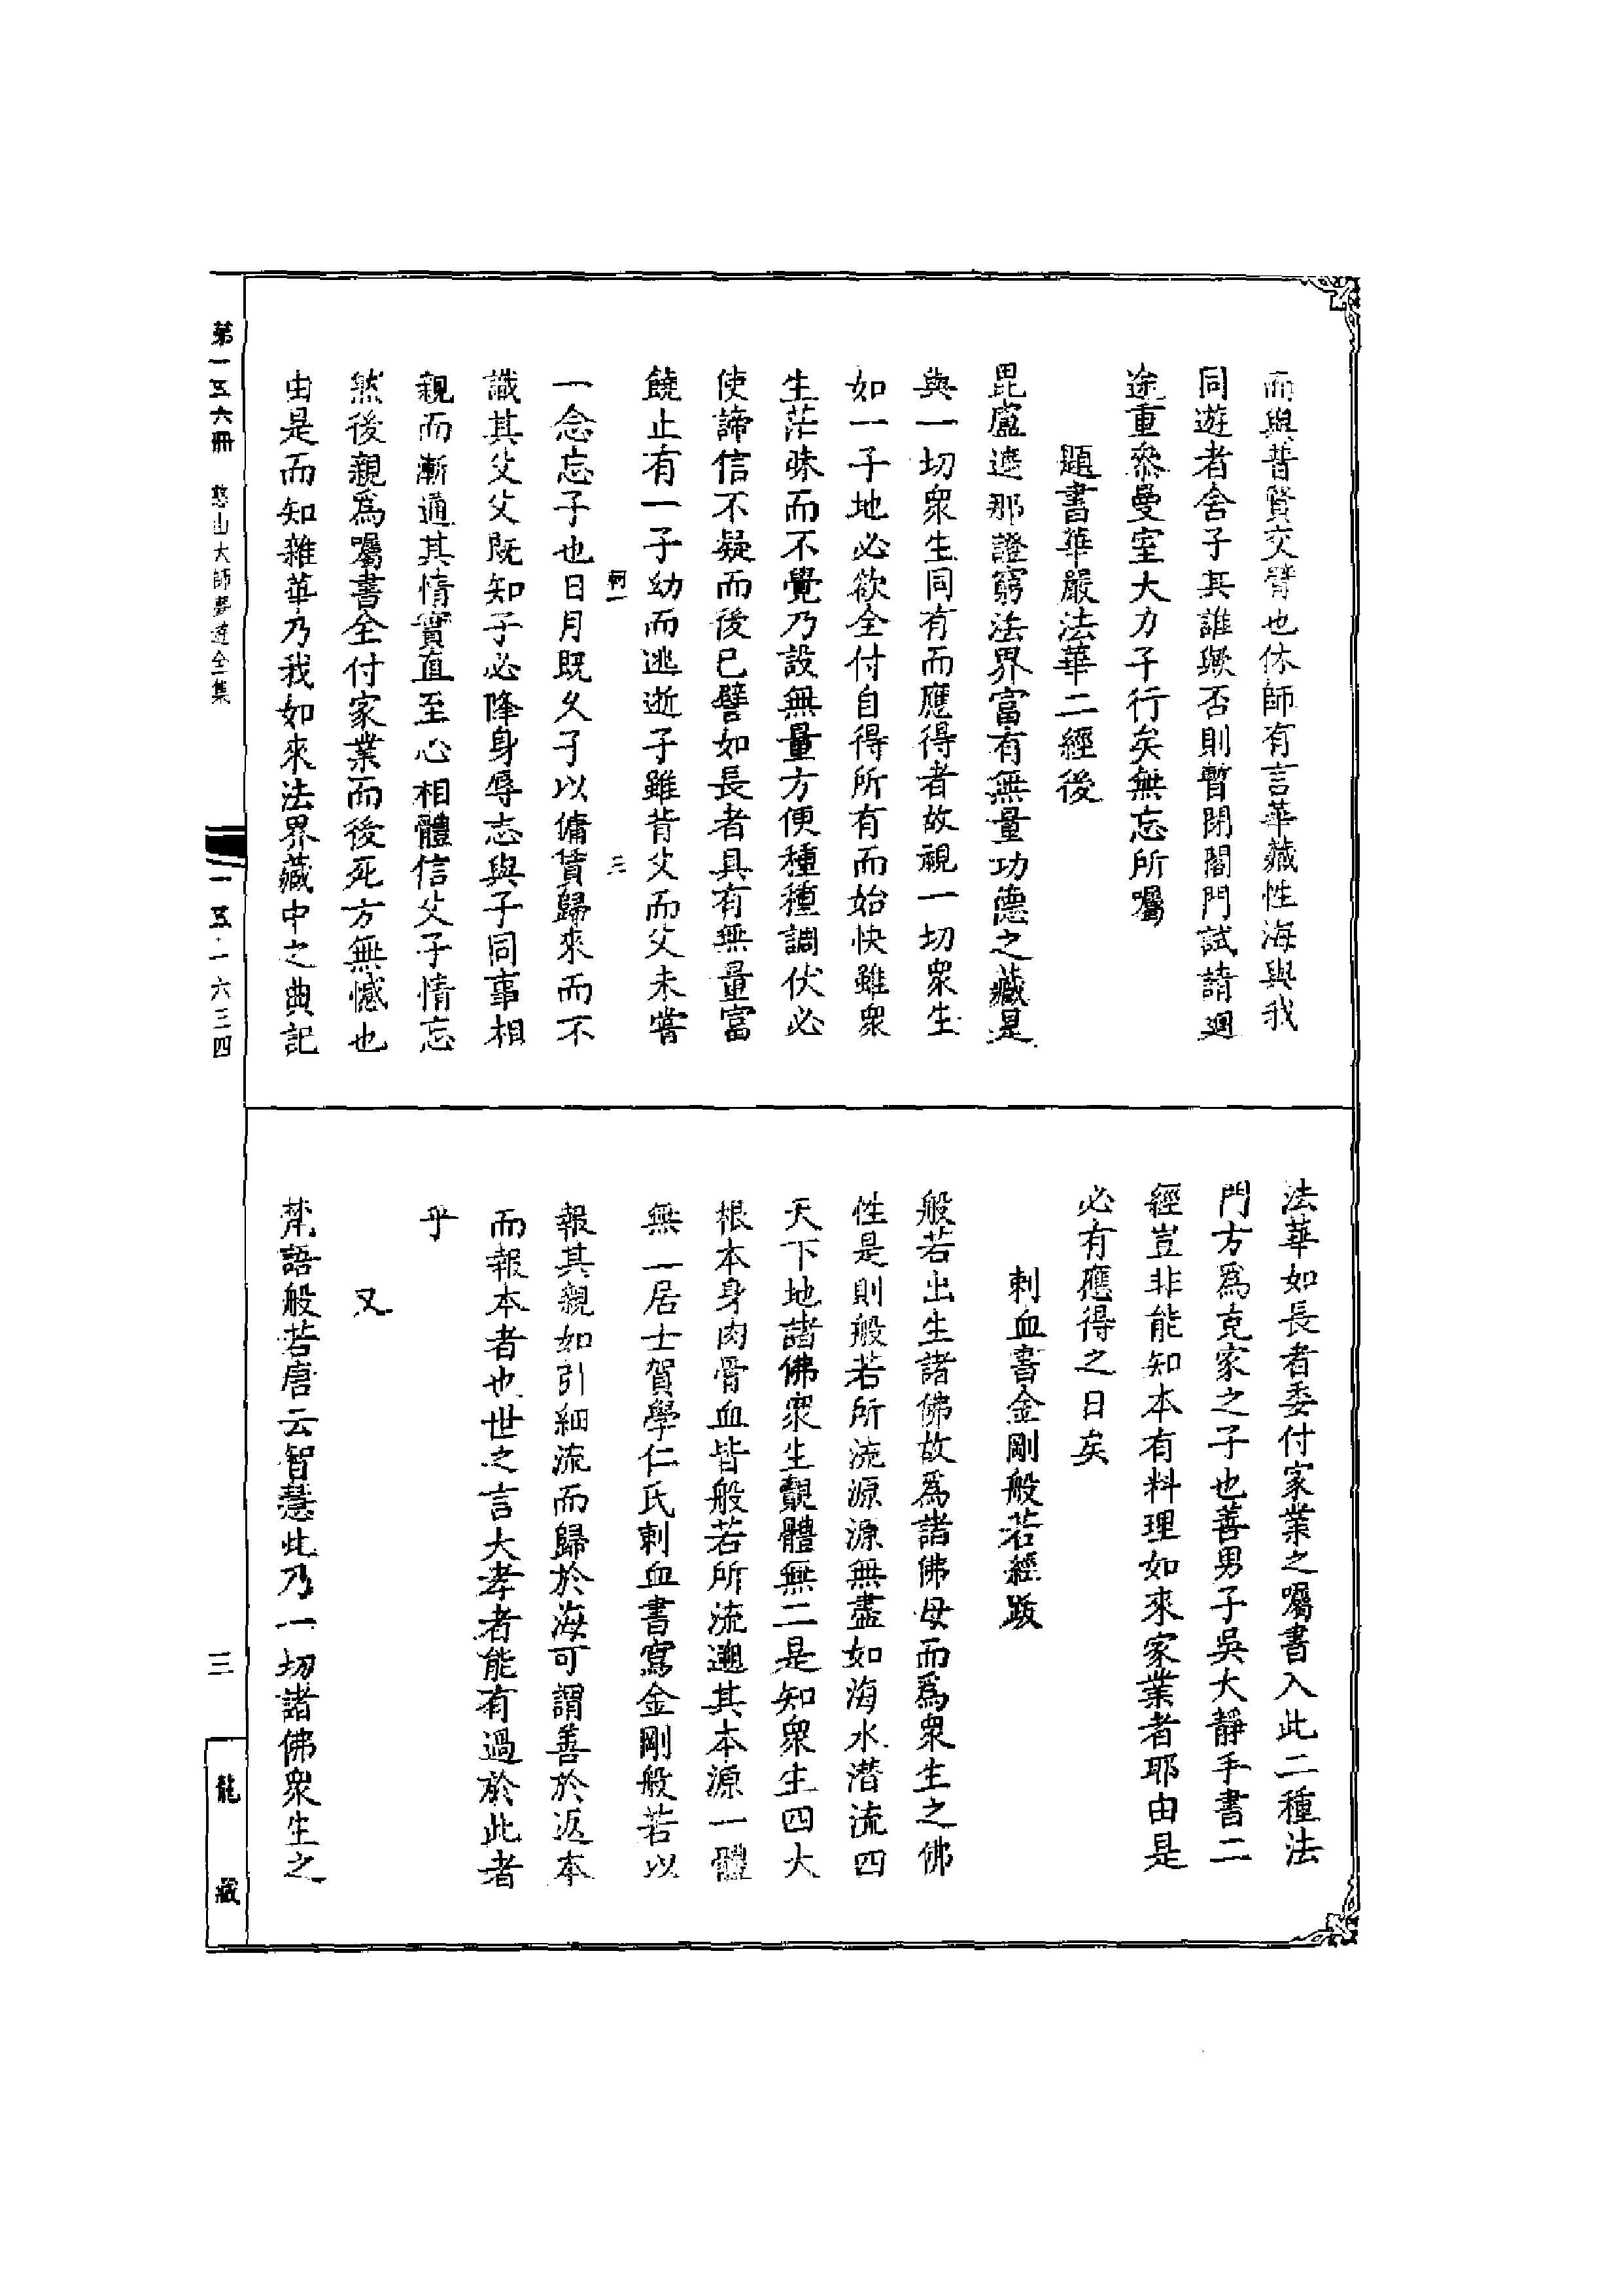 而與普賢交臂也休師有言華藏性海與我
同遊者舍子其誰歟否則暫閉閣門試請迴
途重叅曼室大力子行矣無忘所囑
題書華嚴法華二經後
毘盧遮那證窮法界富有無量功德之藏是
與一切眾生同有而應得者故視一切眾生
如一子地必欲全付自得所有而始快雖眾
生茫昧而不覺乃設無量方便種種調伏必
使諦信不疑而後已譬如長者具有無量富
饒止有一子幼而逃逝子雖背父而父未嘗
軻一 三
一念忘子也日月既久子以傭賃歸來而不
識其父父既知子必降身辱志與子同事相
親而漸通其情實直至心相體信父子情忘
然後親爲囑書全付家業而後死方無憾也
由是而知雜華乃我如來法界藏中之典記
法華如長者委付家業之囑書入此二種法
門方爲克家之子也善男子吳大靜手書二
經豈非能知本有料理如來家業者耶由是
必有應得之日矣
刺血書金剛般若經跋
般若出生諸佛故爲諸佛母而爲眾生之佛
性是則般若所流源源無盡如海水潛流四
天下地諸佛眾生覿體無二是知眾生四大
根本身肉骨血皆般若所流遡其本源一體
無二居士賀學仁氏刺血書寫金剛般若以
報其親如引細流而歸於海可謂善於返本
而報本者也世之言大孝者能有過於此者
乎
又
梵語般若唐云智慧此乃一切諸佛眾生之
第一五六冊 憨山大師夢遊全集 一五·一六三四 三 龍藏